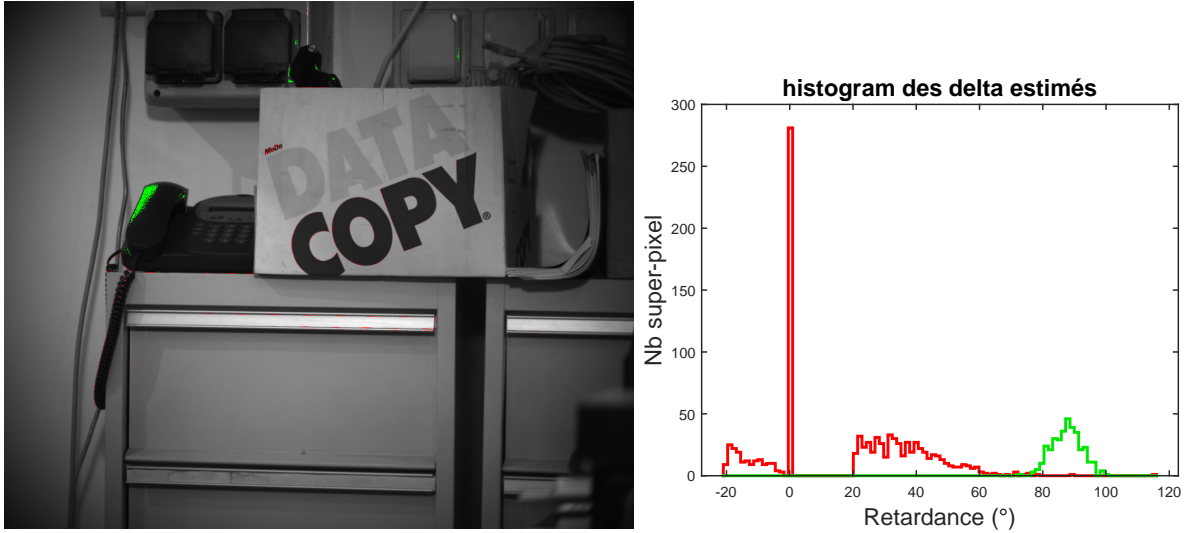 MoDo
DATA
COPY®
histogram des delta estimés
Nb super-pixel
300
250
200
150
100
50
0
-20 0 20 40 60 80 100 120
Retardance (°)